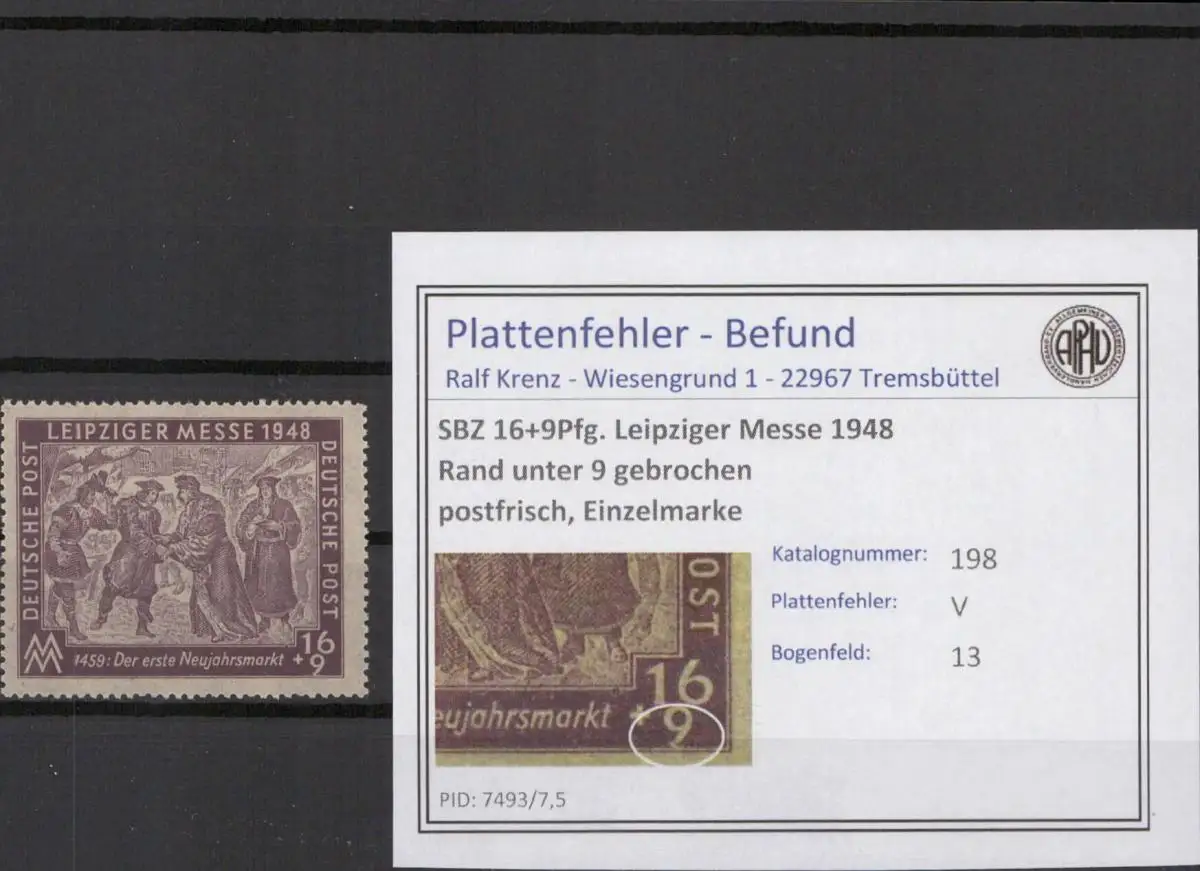 LEIPZIGER MESSE 1948
DEUTSCHE POST
DEUTSCHE POST
1459: Der erste Neujahrsmarkt + 16
9
Plattenfehler - Befund
Ralf Krenz - Wiesengrund 1 - 22967 Tremsbüttel
APHV
SBZ 16+9Pfg. Leipziger Messe 1948
Rand unter 9 gebrochen
postfrisch, Einzelmarke
OST
16
eujahrsmarkt + 9
Katalognummer: 198
Plattenfehler: V
Bogenfeld: 13
PID: 7493/7,5